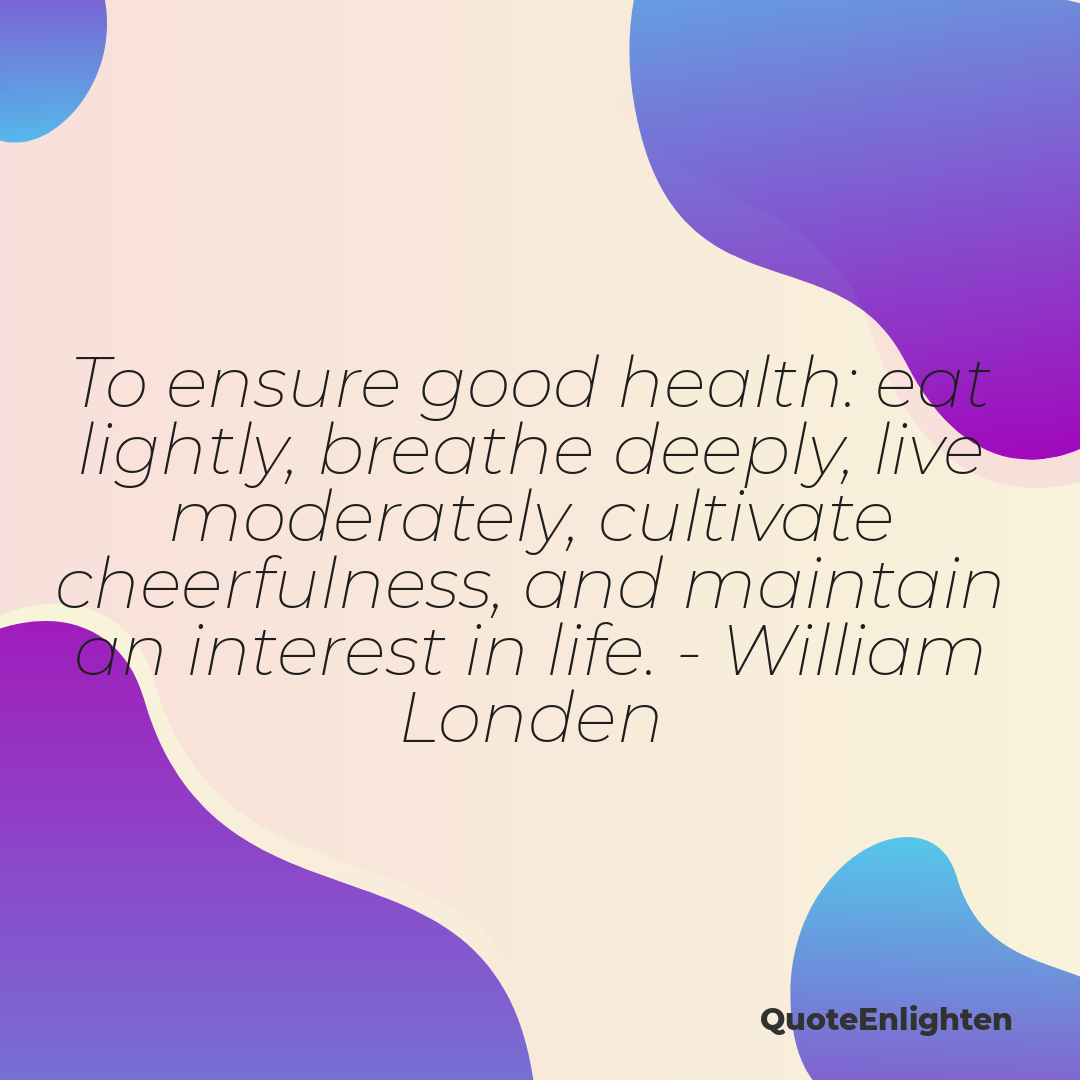 To ensure good health: eat
lightly, breathe deeply, live
moderately, cultivate
cheerfulness, and maintain
an interest in life. - William
Londen
QuoteEnlighten